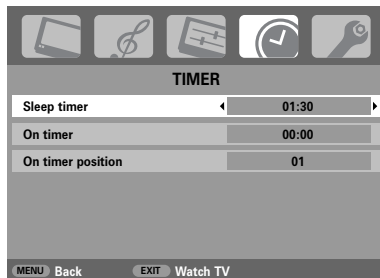 TIMER
Sleep timer 01:30
On timer 00:00
On timer position 01
MENU Back EXIT Watch TV